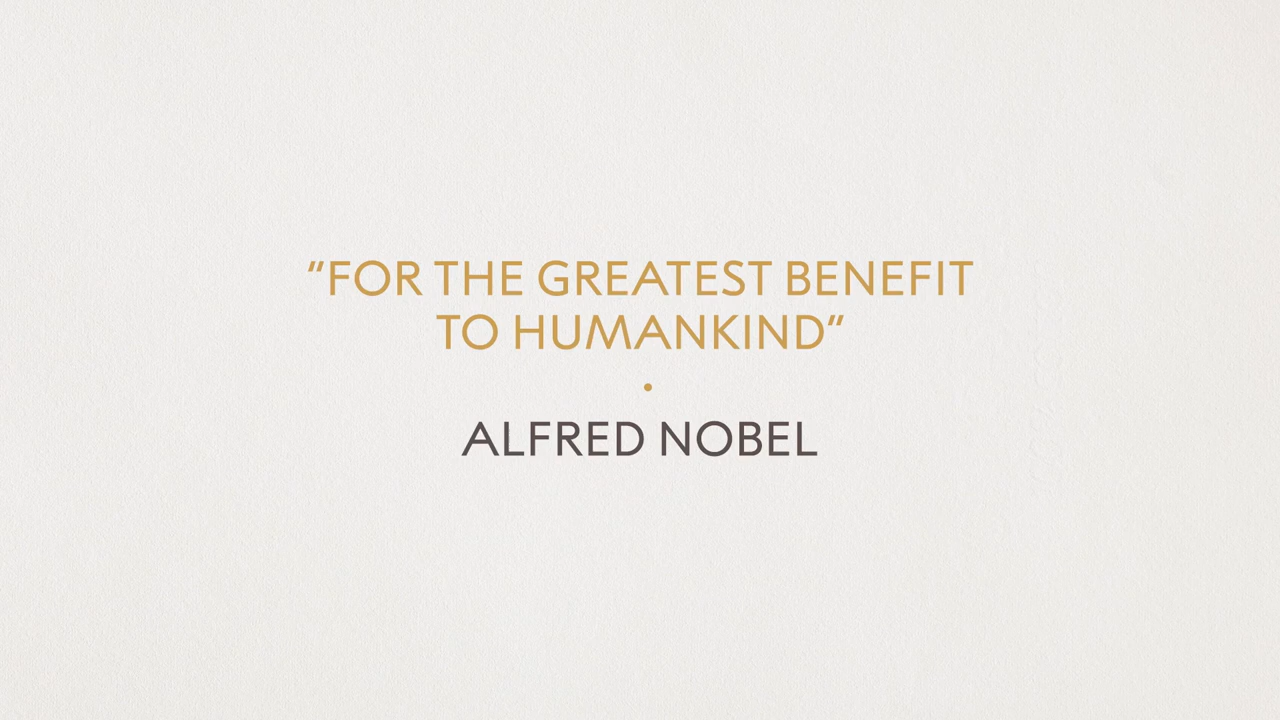 “FOR THE GREATEST BENEFIT
TO HUMANKIND“
•
ALFRED NOBEL